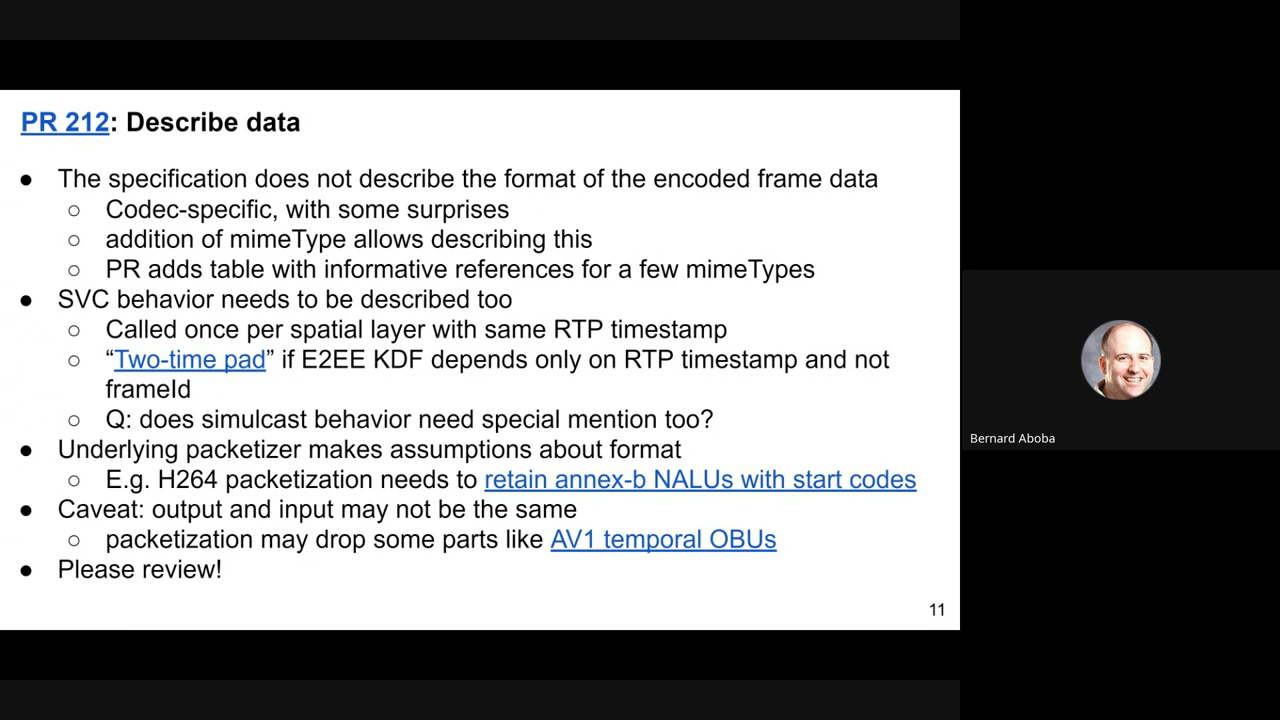 PR 212: Describe data
● The specification does not describe the format of the encoded frame data
○ Codec-specific, with some surprises
○ addition of mimeType allows describing this
○ PR adds table with informative references for a few mimeTypes
● SVC behavior needs to be described too
○ Called once per spatial layer with same RTP timestamp
○ “Two-time pad” if E2EE KDF depends only on RTP timestamp and not
frameId
○ Q: does simulcast behavior need special mention too?
● Underlying packetizer makes assumptions about format
○ E.g. H264 packetization needs to retain annex-b NALUs with start codes
● Caveat: output and input may not be the same
○ packetization may drop some parts like AV1 temporal OBUs
● Please review!
11
Bernard Aboba